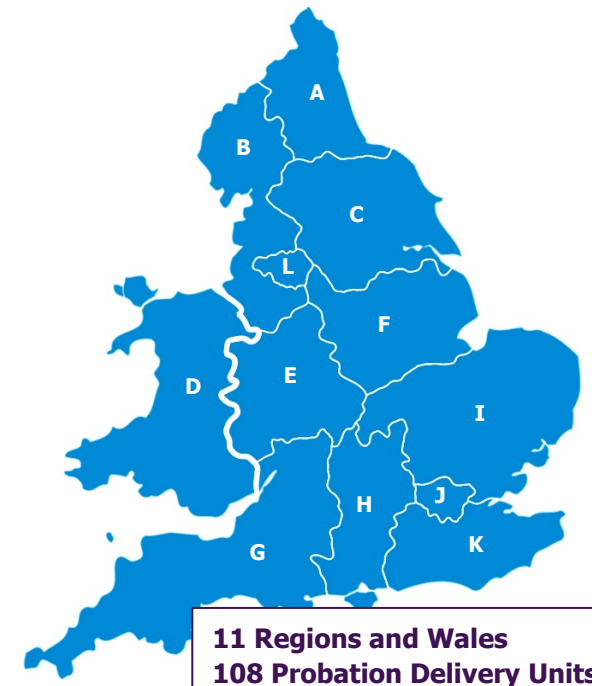 A
B
C
L
F
D
E
I
J
H
K
G
11 Regions and Wales
108 Probation Delivery Units